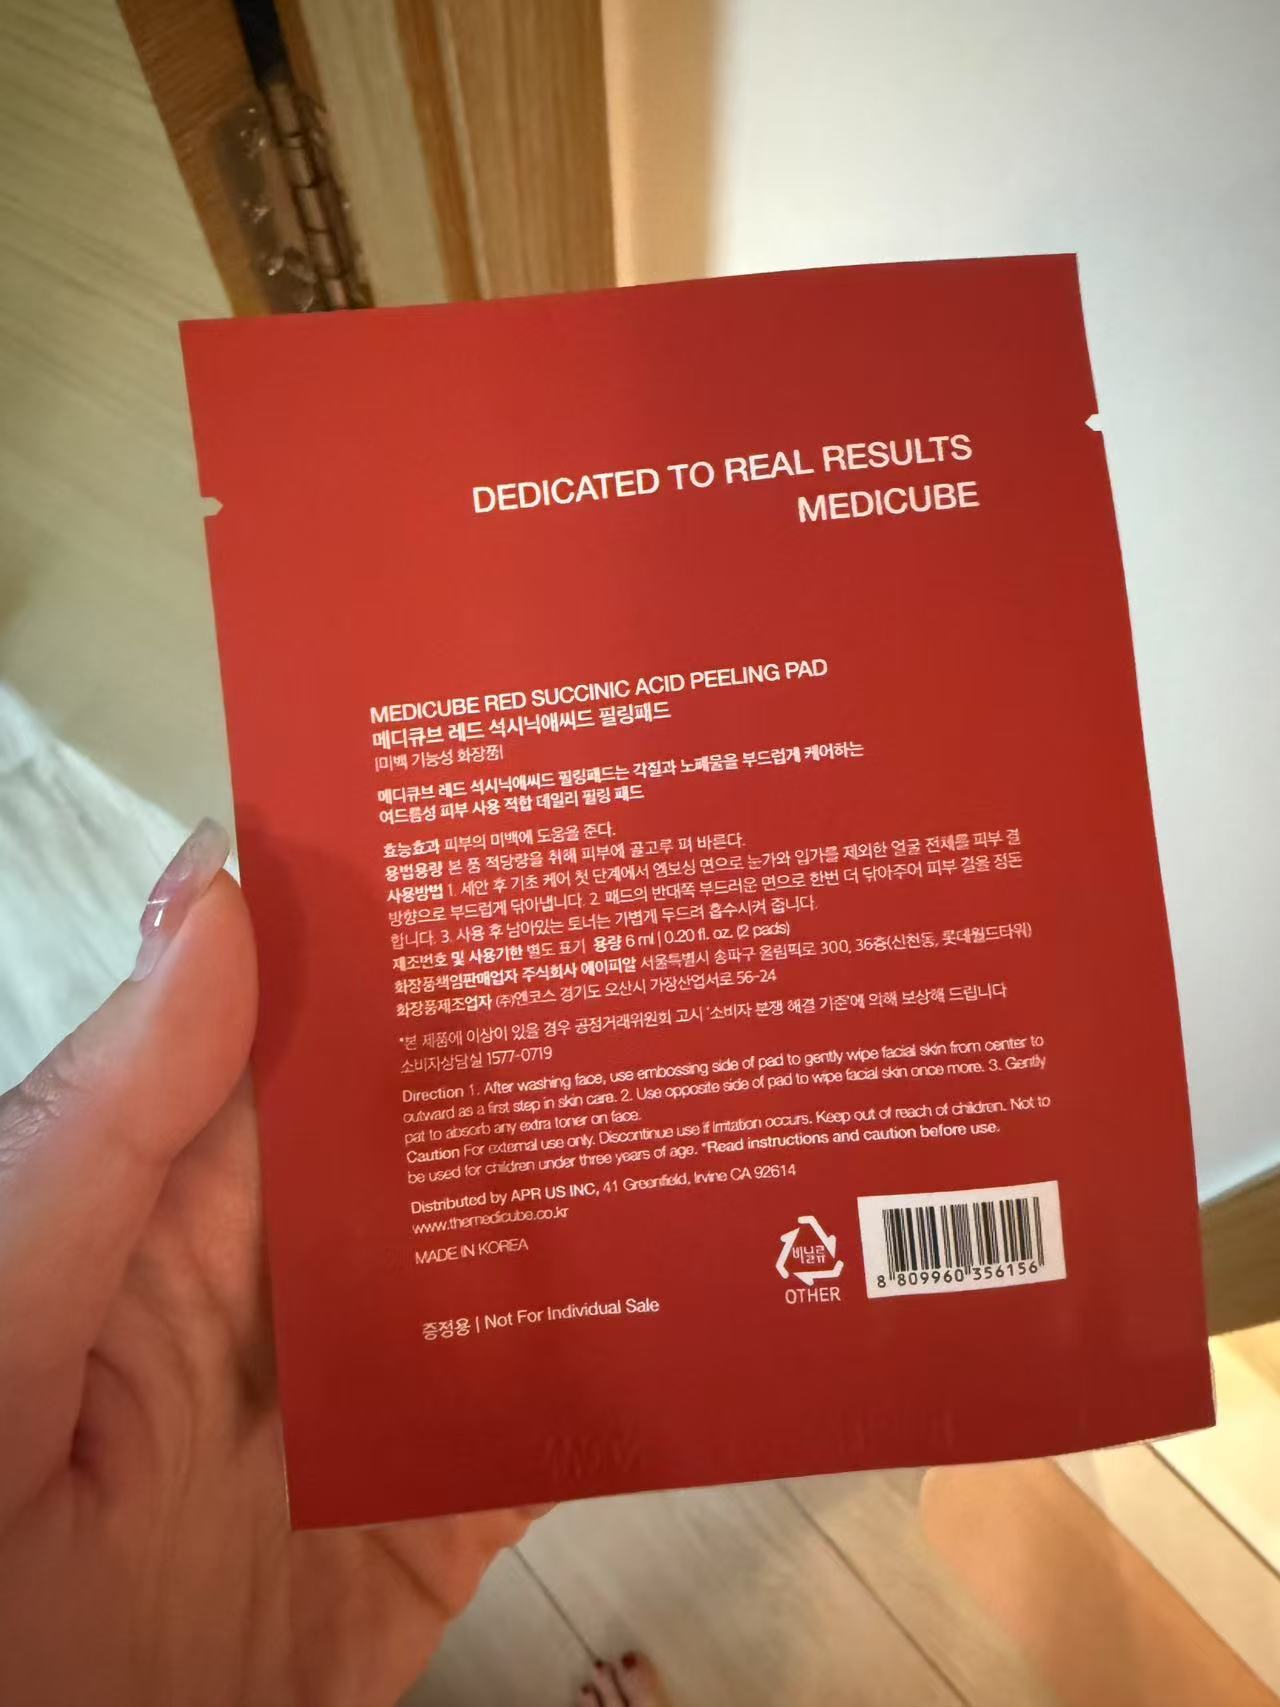 DEDICATED TO REAL RESULTS
MEDICUBE
MEDICUBE RED SUCCINIC ACID PEELING PAD
메디큐브 레드 석시닉애씨드 필링패드
|미백 기능성 화장품|
메디큐브 레드 석시닉애씨드 필링패드는 각질과 노폐물을 부드럽게 케어하는
여드름성 피부 사용 적합 데일리 필링 패드
효능효과 피부의 미백에 도움을 준다.
용법용량 본 품 적당량을 취해 피부에 골고루 펴 바른다.
사용방법 1. 세안 후 기초 케어 첫 단계에서 엠보싱 면으로 눈가와 입가를 제외한 얼굴 전체를 피부 결
방향으로 부드럽게 닦아냅니다. 2. 패드의 반대쪽 부드러운 면으로 한번 더 닦아주어 피부 결을 정돈
합니다. 3. 사용 후 남아있는 토너는 가볍게 두드려 흡수시켜 줍니다.
제조번호 및 사용기한 별도 표기 용량 6 ml | 0.20 fl. oz. (2 pads)
화장품책임판매업자 주식회사 에이피알 서울특별시 송파구 올림픽로 300, 36층(신천동, 롯데월드타워)
화장품제조업자 (주)엔코스 경기도 오산시 가장산업서로 56-24
*본 제품에 이상이 있을 경우 공정거래위원회 고시 '소비자 분쟁 해결 기준'에 의해 보상해 드립니다
소비자상담실 1577-0719
Direction 1. After washing face, use embossing side of pad to gently wipe facial skin from center to
outward as a first step in skin care. 2. Use opposite side of pad to wipe facial skin once more. 3. Gently
pat to absorb any extra toner on face.
Caution For external use only. Discontinue use if irritation occurs. Keep out of reach of children. Not to
be used for children under three years of age. *Read instructions and caution before use.
Distributed by APR US INC, 41 Greenfield, Irvine CA 92614
www.themedicube.co.kr
MADE IN KOREA
비닐류
OTHER
8 809960 356156
증정용 | Not For Individual Sale